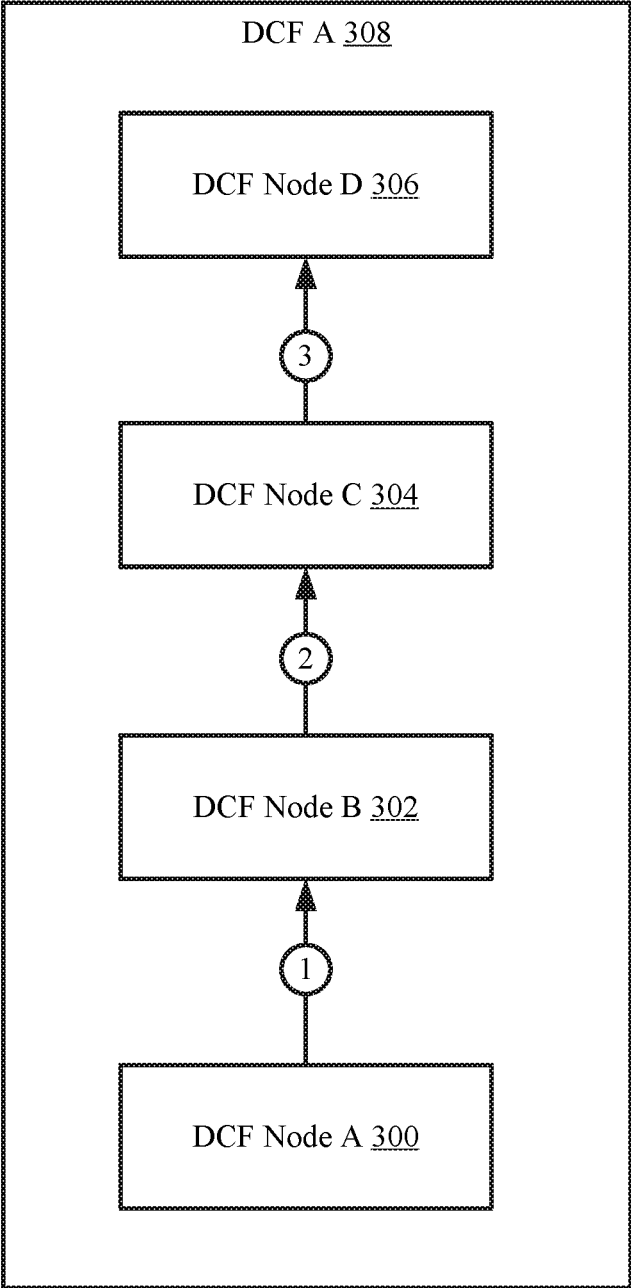 DCF A 308
DCF Node D 306
3
DCF Node C 304
2
DCF Node B 302
1
DCF Node A 300